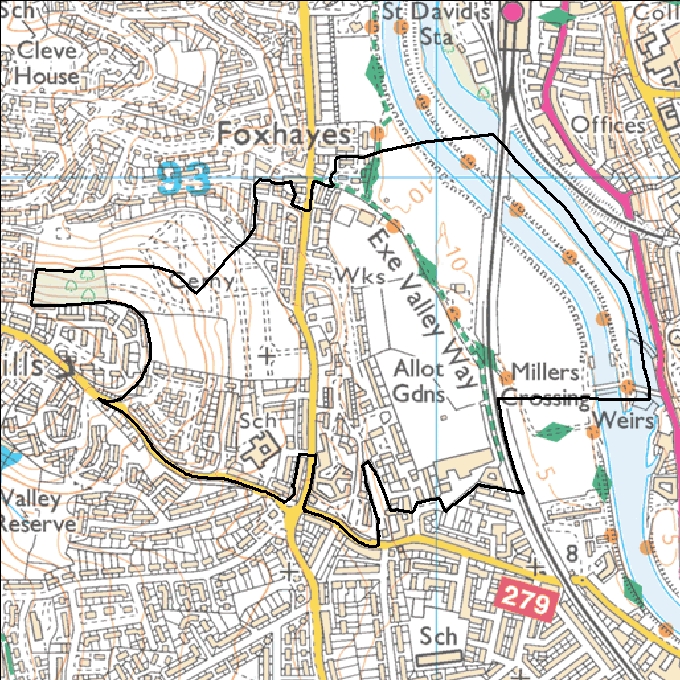 Sch
St David's
Sta
Coll
Cleve
House
Foxhayes
Offices
93
10
10
Cemy
Wks
Exe Valley Way
ills
Allot
Gdns
Millers
Crossing
Sch
Weirs
5
Valley
Reserve
5
8
279
Sch